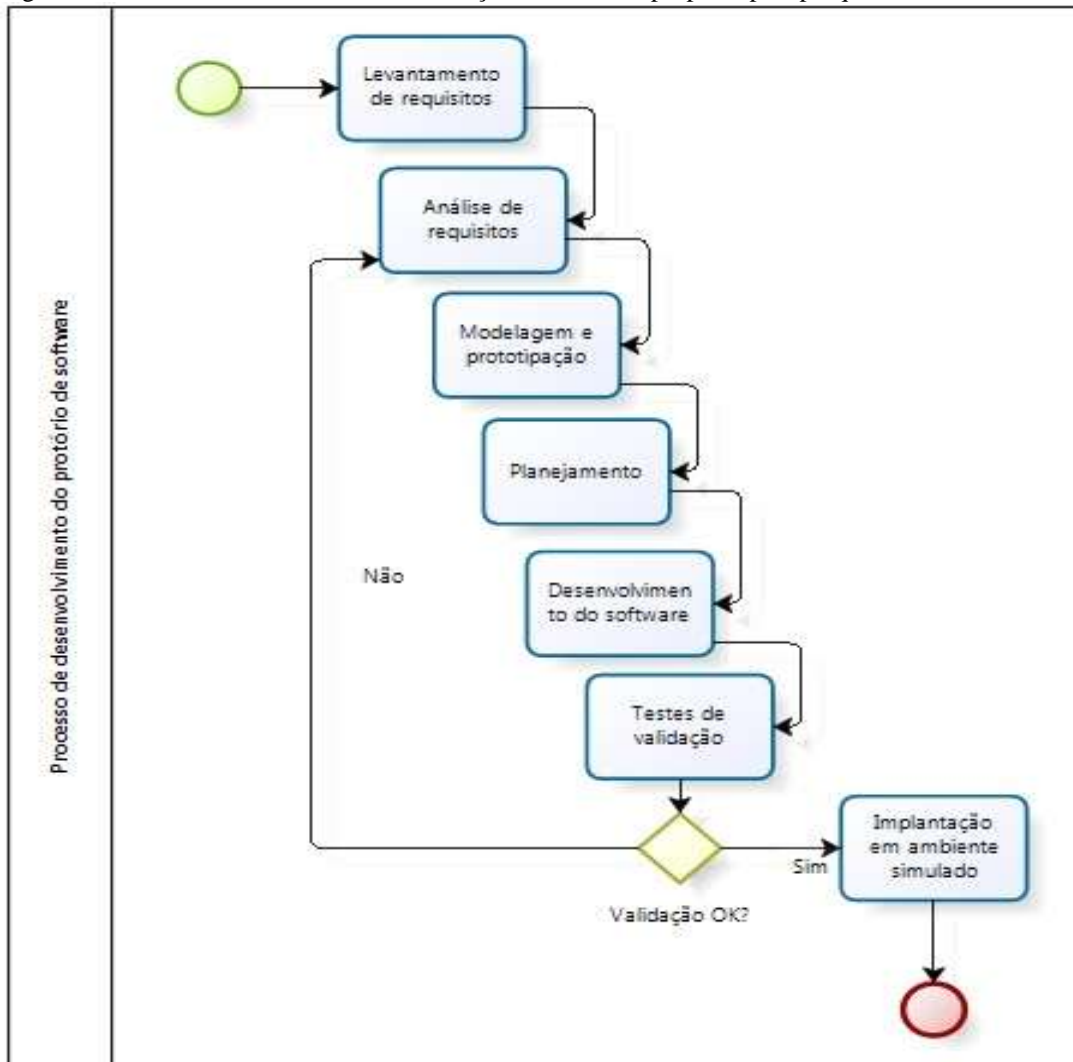 Processo de desenvolvimento do protório de software
Levantamento
de requisitos
Análise de
requisitos
Modelagem e
prototipação
Planejamento
Não
Desenvolvimen
to do software
Testes de
validação
Implantação
em ambiente
simulado
Sim
Validação OK?